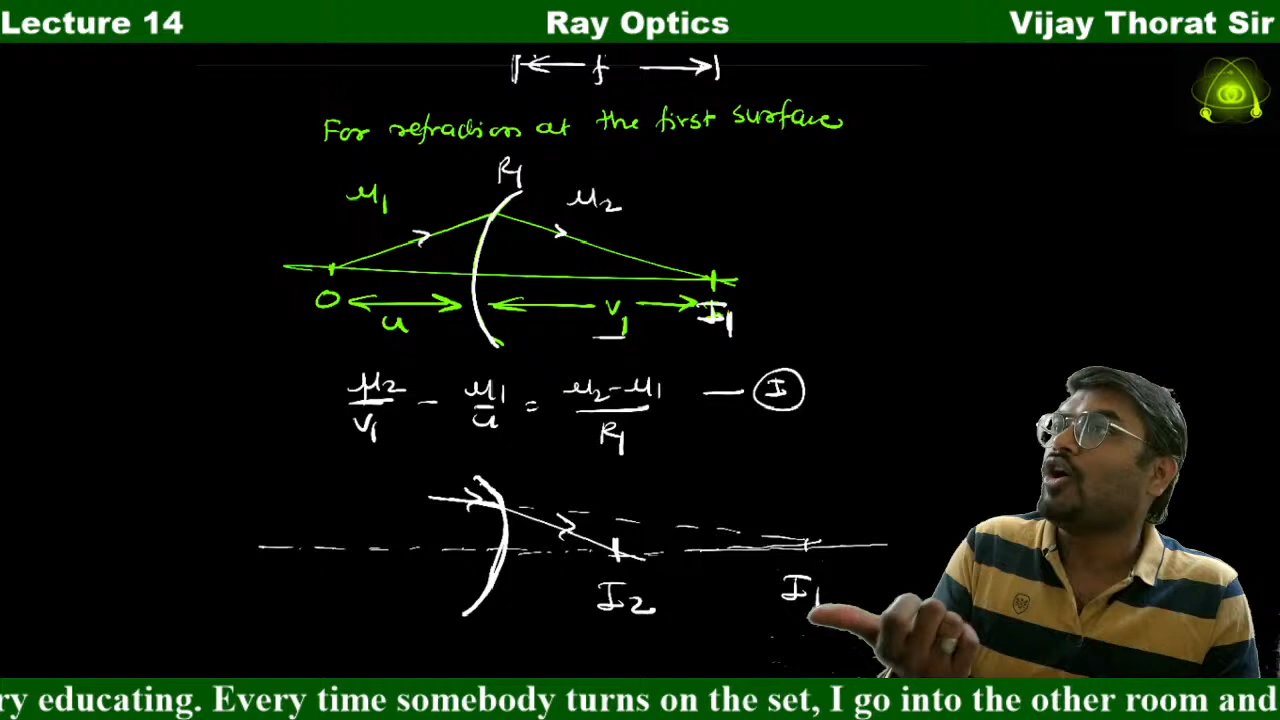 Lecture 14
Ray Optics
Vijay Thorat Sir
f
For refraction at the first surface
R1
μ1
μ2
O
u
v1
I1
μ2/v1 - μ1/u = μ2-μ1/R1 — I
I2
I1
ry educating. Every time somebody turns on the set, I go into the other room and